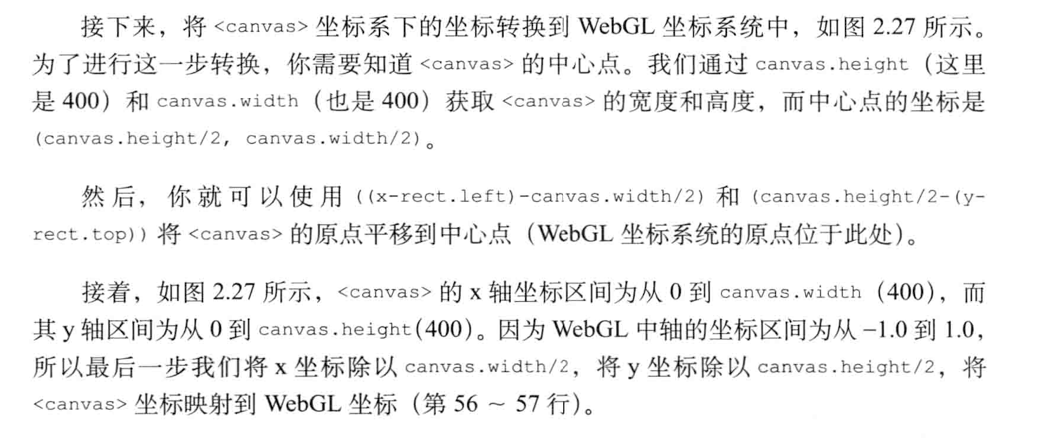 接下来，将 <canvas> 坐标系下的坐标转换到 WebGL 坐标系统中，如图 2.27 所示。
为了进行这一步转换，你需要知道 <canvas> 的中心点。我们通过 canvas.height（这里
是 400）和 canvas.width（也是 400）获取 <canvas> 的宽度和高度，而中心点的坐标是
(canvas.height/2, canvas.width/2)。
然后，你就可以使用 ((x-rect.left)-canvas.width/2) 和 (canvas.height/2-(y-
rect.top)) 将 <canvas> 的原点平移到中心点（WebGL 坐标系统的原点位于此处）。
接着，如图 2.27 所示，<canvas> 的 x 轴坐标区间为从 0 到 canvas.width（400），而
其 y 轴区间为从 0 到 canvas.height(400)。因为 WebGL 中轴的坐标区间为从 –1.0 到 1.0，
所以最后一步我们将 x 坐标除以 canvas.width/2，将 y 坐标除以 canvas.height/2，将
<canvas> 坐标映射到 WebGL 坐标（第 56 ~ 57 行）。